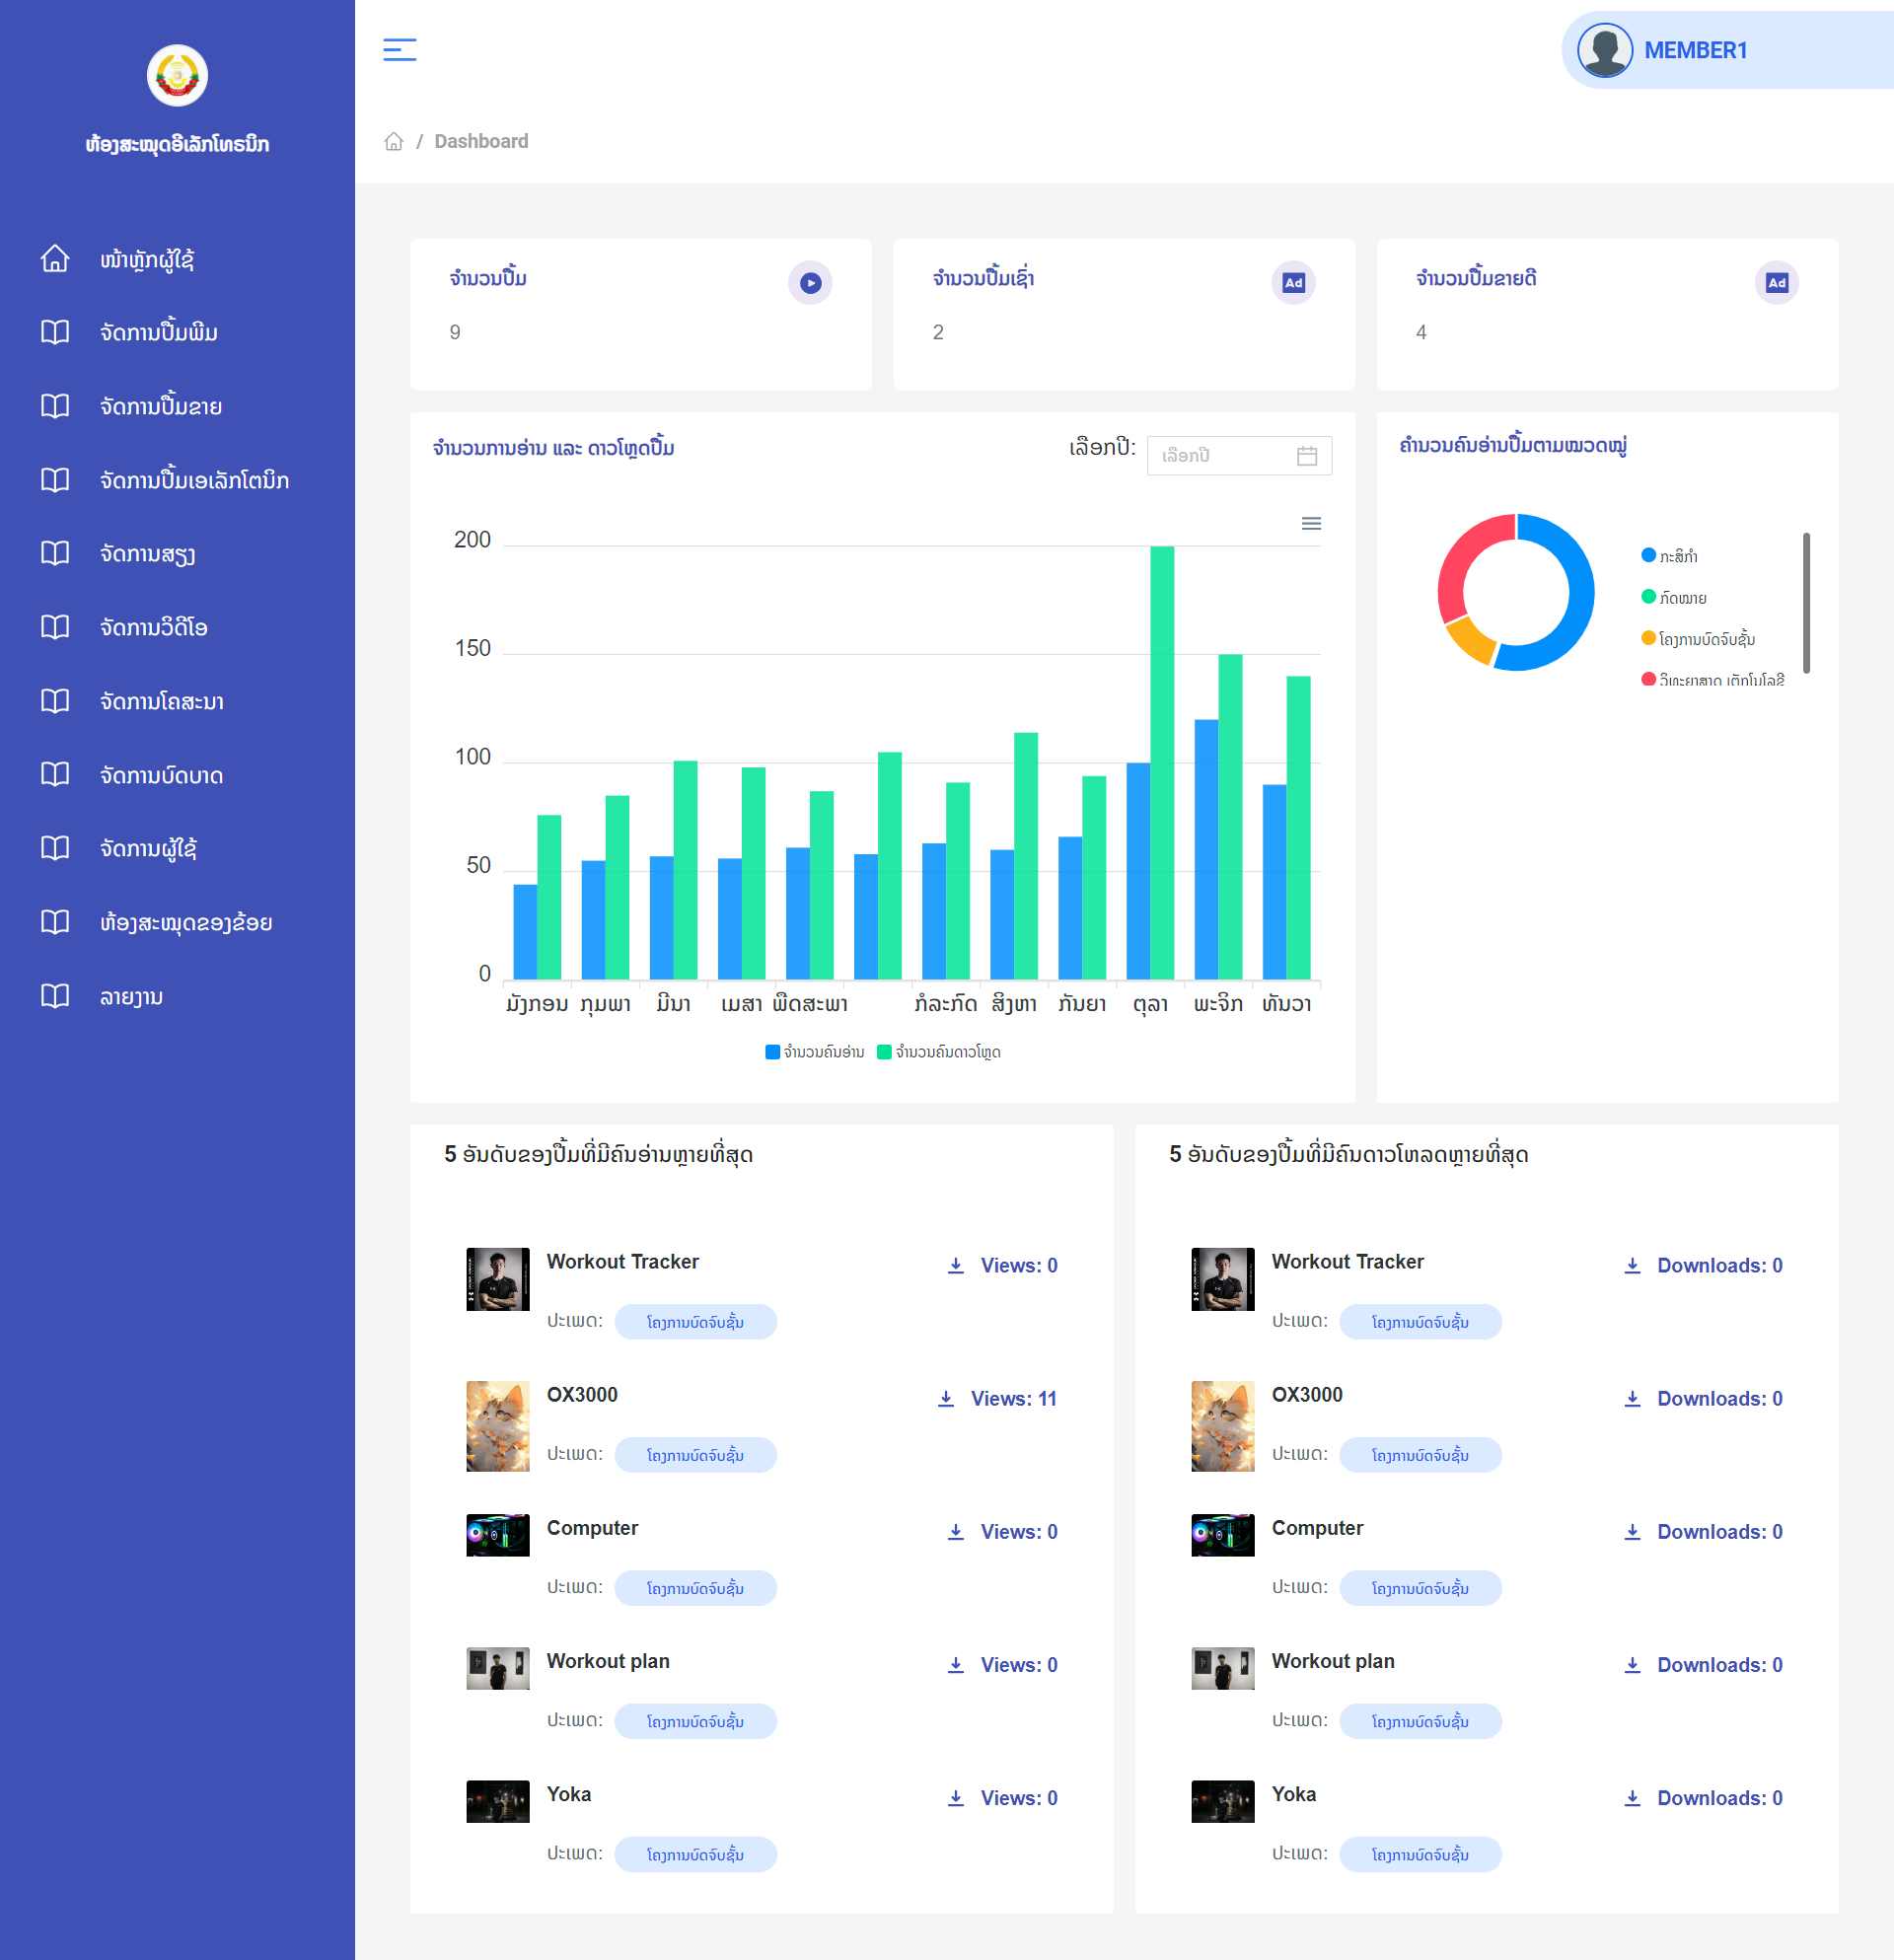 ຫ້ອງສະໝຸດອີເລັກໂທຣນິກ
ໜ້າຫຼັກຜູ້ໃຊ້
ຈັດການປຶ້ມພິມ
ຈັດການປຶ້ມຂາຍ
ຈັດການປຶ້ມເອເລັກໂຕນິກ
ຈັດການສຽງ
ຈັດການວິດີໂອ
ຈັດການໂຄສະນາ
ຈັດການບົດບາດ
ຈັດການຜູ້ໃຊ້
ຫ້ອງສະໝຸດຂອງຂ້ອຍ
ລາຍງານ
MEMBER1
/ Dashboard
ຈຳນວນປຶ້ມ
9
ຈຳນວນປຶ້ມເຊົ່າ
Ad
2
ຈຳນວນປຶ້ມຂາຍດີ
Ad
4
ຈຳນວນການອ່ານ ແລະ ດາວໂຫຼດປຶ້ມ
ເລືອກປີ:
ເລືອກປີ
200
150
100
50
0
ມັງກອນ ກຸມພາ ມີນາ ເມສາ ພຶດສະພາ ກໍລະກົດ ສິງຫາ ກັນຍາ ຕຸລາ ພະຈິກ ທັນວາ
ຈຳນວນຄົນອ່ານ ຈຳນວນຄົນດາວໂຫຼດ
ຄຳນວນຄົນອ່ານປຶ້ມຕາມໝວດໝູ່
ກະສິກຳ
ກົດໝາຍ
ໂຄງການບົດຈົບຊັ້ນ
ວິທະຍາສາດ ເຕັກໂນໂລຊີ
5 ອັນດັບຂອງປຶ້ມທີ່ມີຄົນອ່ານຫຼາຍທີ່ສຸດ
Workout Tracker
Views: 0
ປະເພດ: ໂຄງການບົດຈົບຊັ້ນ
OX3000
Views: 11
ປະເພດ: ໂຄງການບົດຈົບຊັ້ນ
Computer
Views: 0
ປະເພດ: ໂຄງການບົດຈົບຊັ້ນ
Workout plan
Views: 0
ປະເພດ: ໂຄງການບົດຈົບຊັ້ນ
Yoka
Views: 0
ປະເພດ: ໂຄງການບົດຈົບຊັ້ນ
5 ອັນດັບຂອງປຶ້ມທີ່ມີຄົນດາວໂຫລດຫຼາຍທີ່ສຸດ
Workout Tracker
Downloads: 0
ປະເພດ: ໂຄງການບົດຈົບຊັ້ນ
OX3000
Downloads: 0
ປະເພດ: ໂຄງການບົດຈົບຊັ້ນ
Computer
Downloads: 0
ປະເພດ: ໂຄງການບົດຈົບຊັ້ນ
Workout plan
Downloads: 0
ປະເພດ: ໂຄງການບົດຈົບຊັ້ນ
Yoka
Downloads: 0
ປະເພດ: ໂຄງການບົດຈົບຊັ້ນ